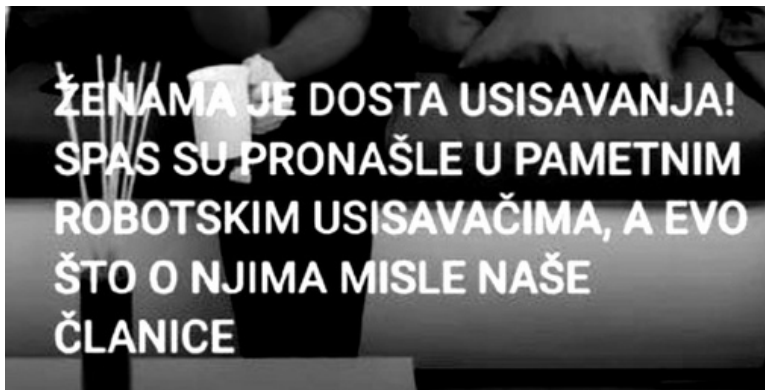 ŽENAMA JE DOSTA USISAVANJA!
SPAS SU PRONAŠLE U PAMETNIM
ROBOTSKIM USISAVAČIMA, A EVO
ŠTO O NJIMA MISLE NAŠE
ČLANICE